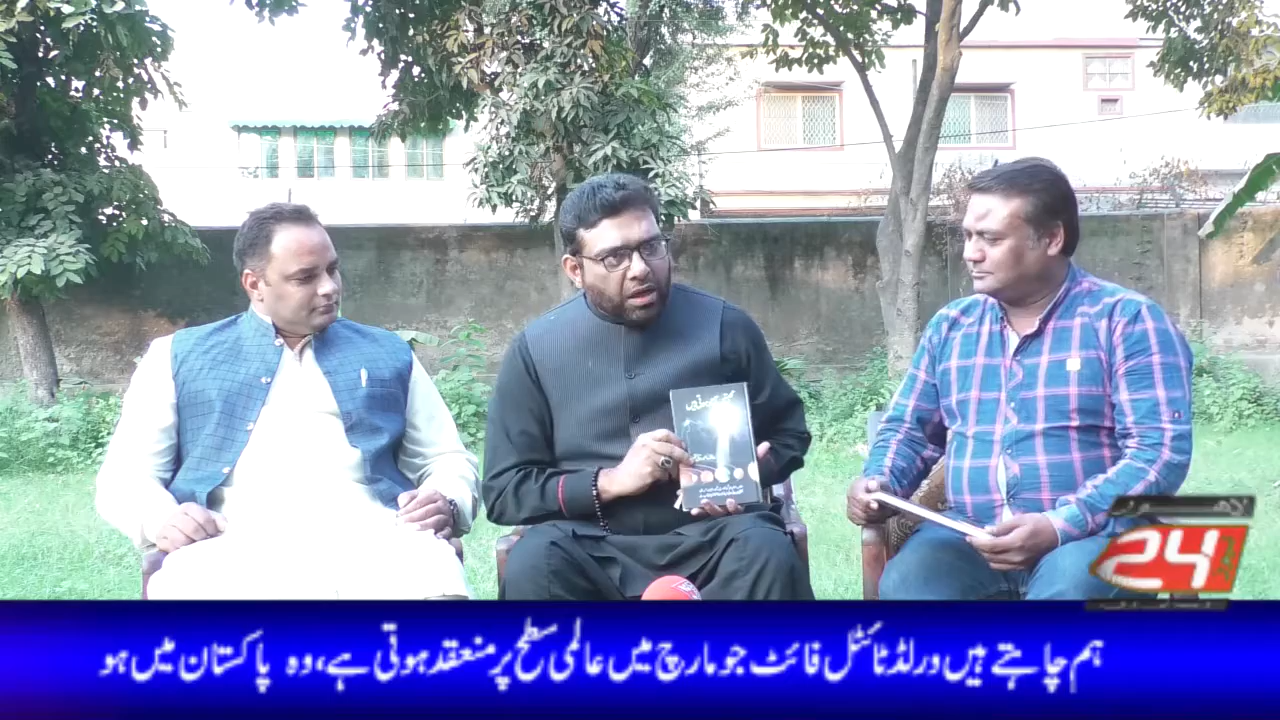 24
ہم چاہتے ہیں ورلڈ ٹائٹل فائٹ جو مارچ میں عالمی سطح پر منعقد ہوتی ہے، وہ پاکستان میں ہو